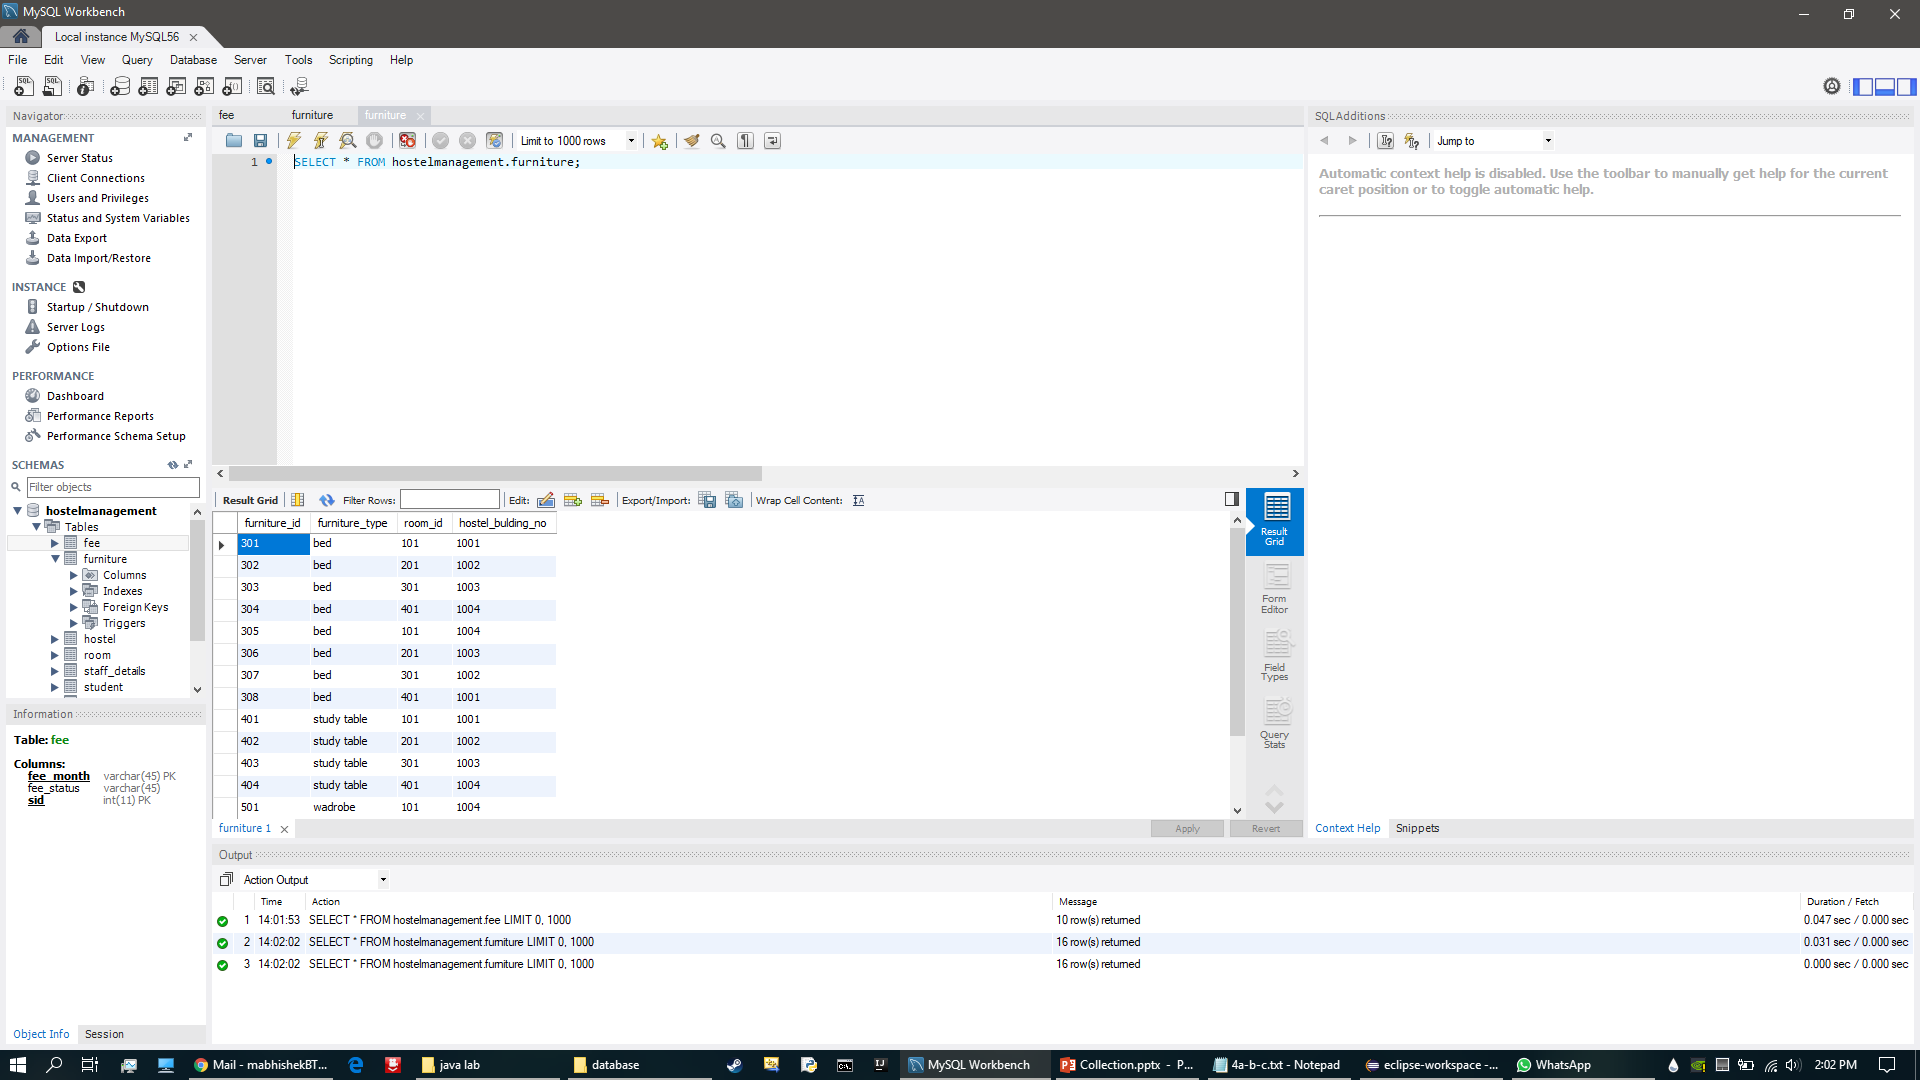 MySQL Workbench
Local instance MySQL56
File Edit View Query Database Server Tools Scripting Help
Navigator
MANAGEMENT
Server Status
Client Connections
Users and Privileges
Status and System Variables
Data Export
Data Import/Restore
INSTANCE
Startup / Shutdown
Server Logs
Options File
PERFORMANCE
Dashboard
Performance Reports
Performance Schema Setup
SCHEMAS
Filter objects
hostelmanagement
Tables
fee
furniture
Columns
Indexes
Foreign Keys
Triggers
hostel
room
staff_details
student
Information
Table: fee
Columns:
fee_month varchar(45) PK
fee_status varchar(45)
sid int(11) PK
Object Info Session
fee furniture furniture
Limit to 1000 rows
1 SELECT * FROM hostelmanagement.furniture;
Result Grid Filter Rows: Edit: Export/Import: Wrap Cell Content:
furniture_id furniture_type room_id hostel_bulding_no
301 bed 101 1001
302 bed 201 1002
303 bed 301 1003
304 bed 401 1004
305 bed 101 1004
306 bed 201 1003
307 bed 301 1002
308 bed 401 1001
401 study table 101 1001
402 study table 201 1002
403 study table 301 1003
404 study table 401 1004
501 wadrobe 101 1004
Result
Grid
Form
Editor
Field
Types
Query
Stats
furniture 1 Apply Revert
SQLAdditions
Jump to
Automatic context help is disabled. Use the toolbar to manually get help for the current
caret position or to toggle automatic help.
Context Help Snippets
Output
Action Output
Time Action Message Duration / Fetch
1 14:01:53 SELECT * FROM hostelmanagement.fee LIMIT 0, 1000 10 row(s) returned 0.047 sec / 0.000 sec
2 14:02:02 SELECT * FROM hostelmanagement.furniture LIMIT 0, 1000 16 row(s) returned 0.031 sec / 0.000 sec
3 14:02:02 SELECT * FROM hostelmanagement.furniture LIMIT 0, 1000 16 row(s) returned 0.000 sec / 0.000 sec
Mail - mabhishekBT... java lab database MySQL Workbench Collection.pptx - P... 4a-b-c.txt - Notepad eclipse-workspace -... WhatsApp 2:02 PM